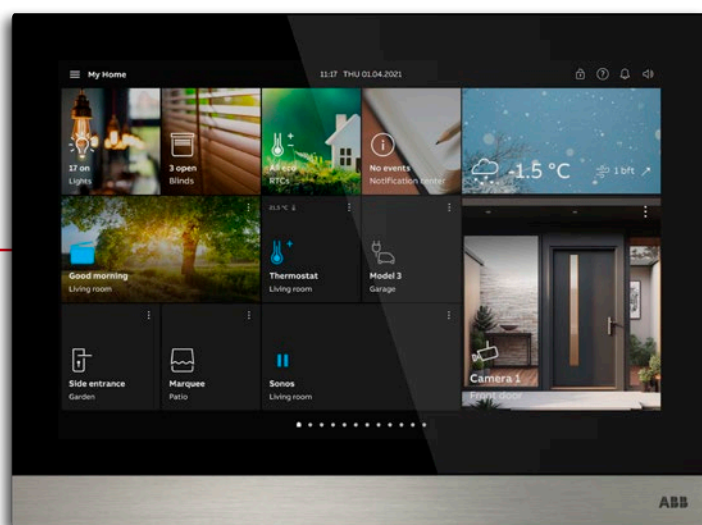 My Home
11:17 THU 01.04.2021
17 on
Lights
3 open
Blinds
All eco
RTCs
No events
Notification center
-1.5 °C
1 bft
Good morning
Living room
21.5 °C
Thermostat
Living room
Model 3
Garage
Side entrance
Garden
Marquee
Patio
Sonos
Living room
Camera 1
Front door
ABB